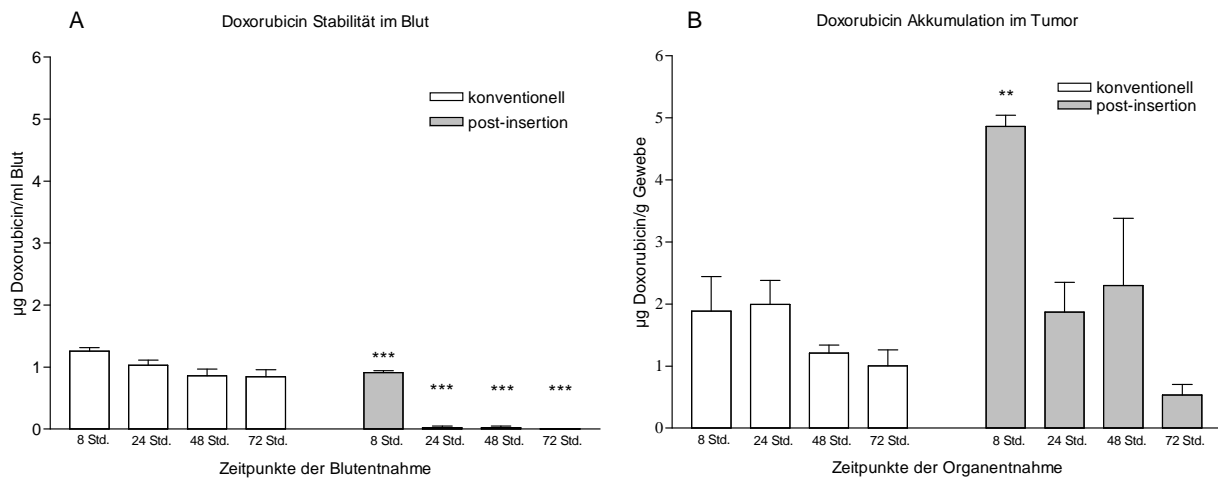 A
Doxorubicin Stabilität im Blut
6
5
4
3
2
1
0
µg Doxorubicin/ml Blut
konventionell
post-insertion
***
***
***
***
8 Std.
24 Std.
48 Std.
72 Std.
8 Std.
24 Std.
48 Std.
72 Std.
Zeitpunkte der Blutentnahme
B
Doxorubicin Akkumulation im Tumor
6
5
4
3
2
1
0
µg Doxorubicin/g Gewebe
konventionell
post-insertion
**
8 Std.
24 Std.
48 Std.
72 Std.
8 Std.
24 Std.
48 Std.
72 Std.
Zeitpunkte der Organentnahme